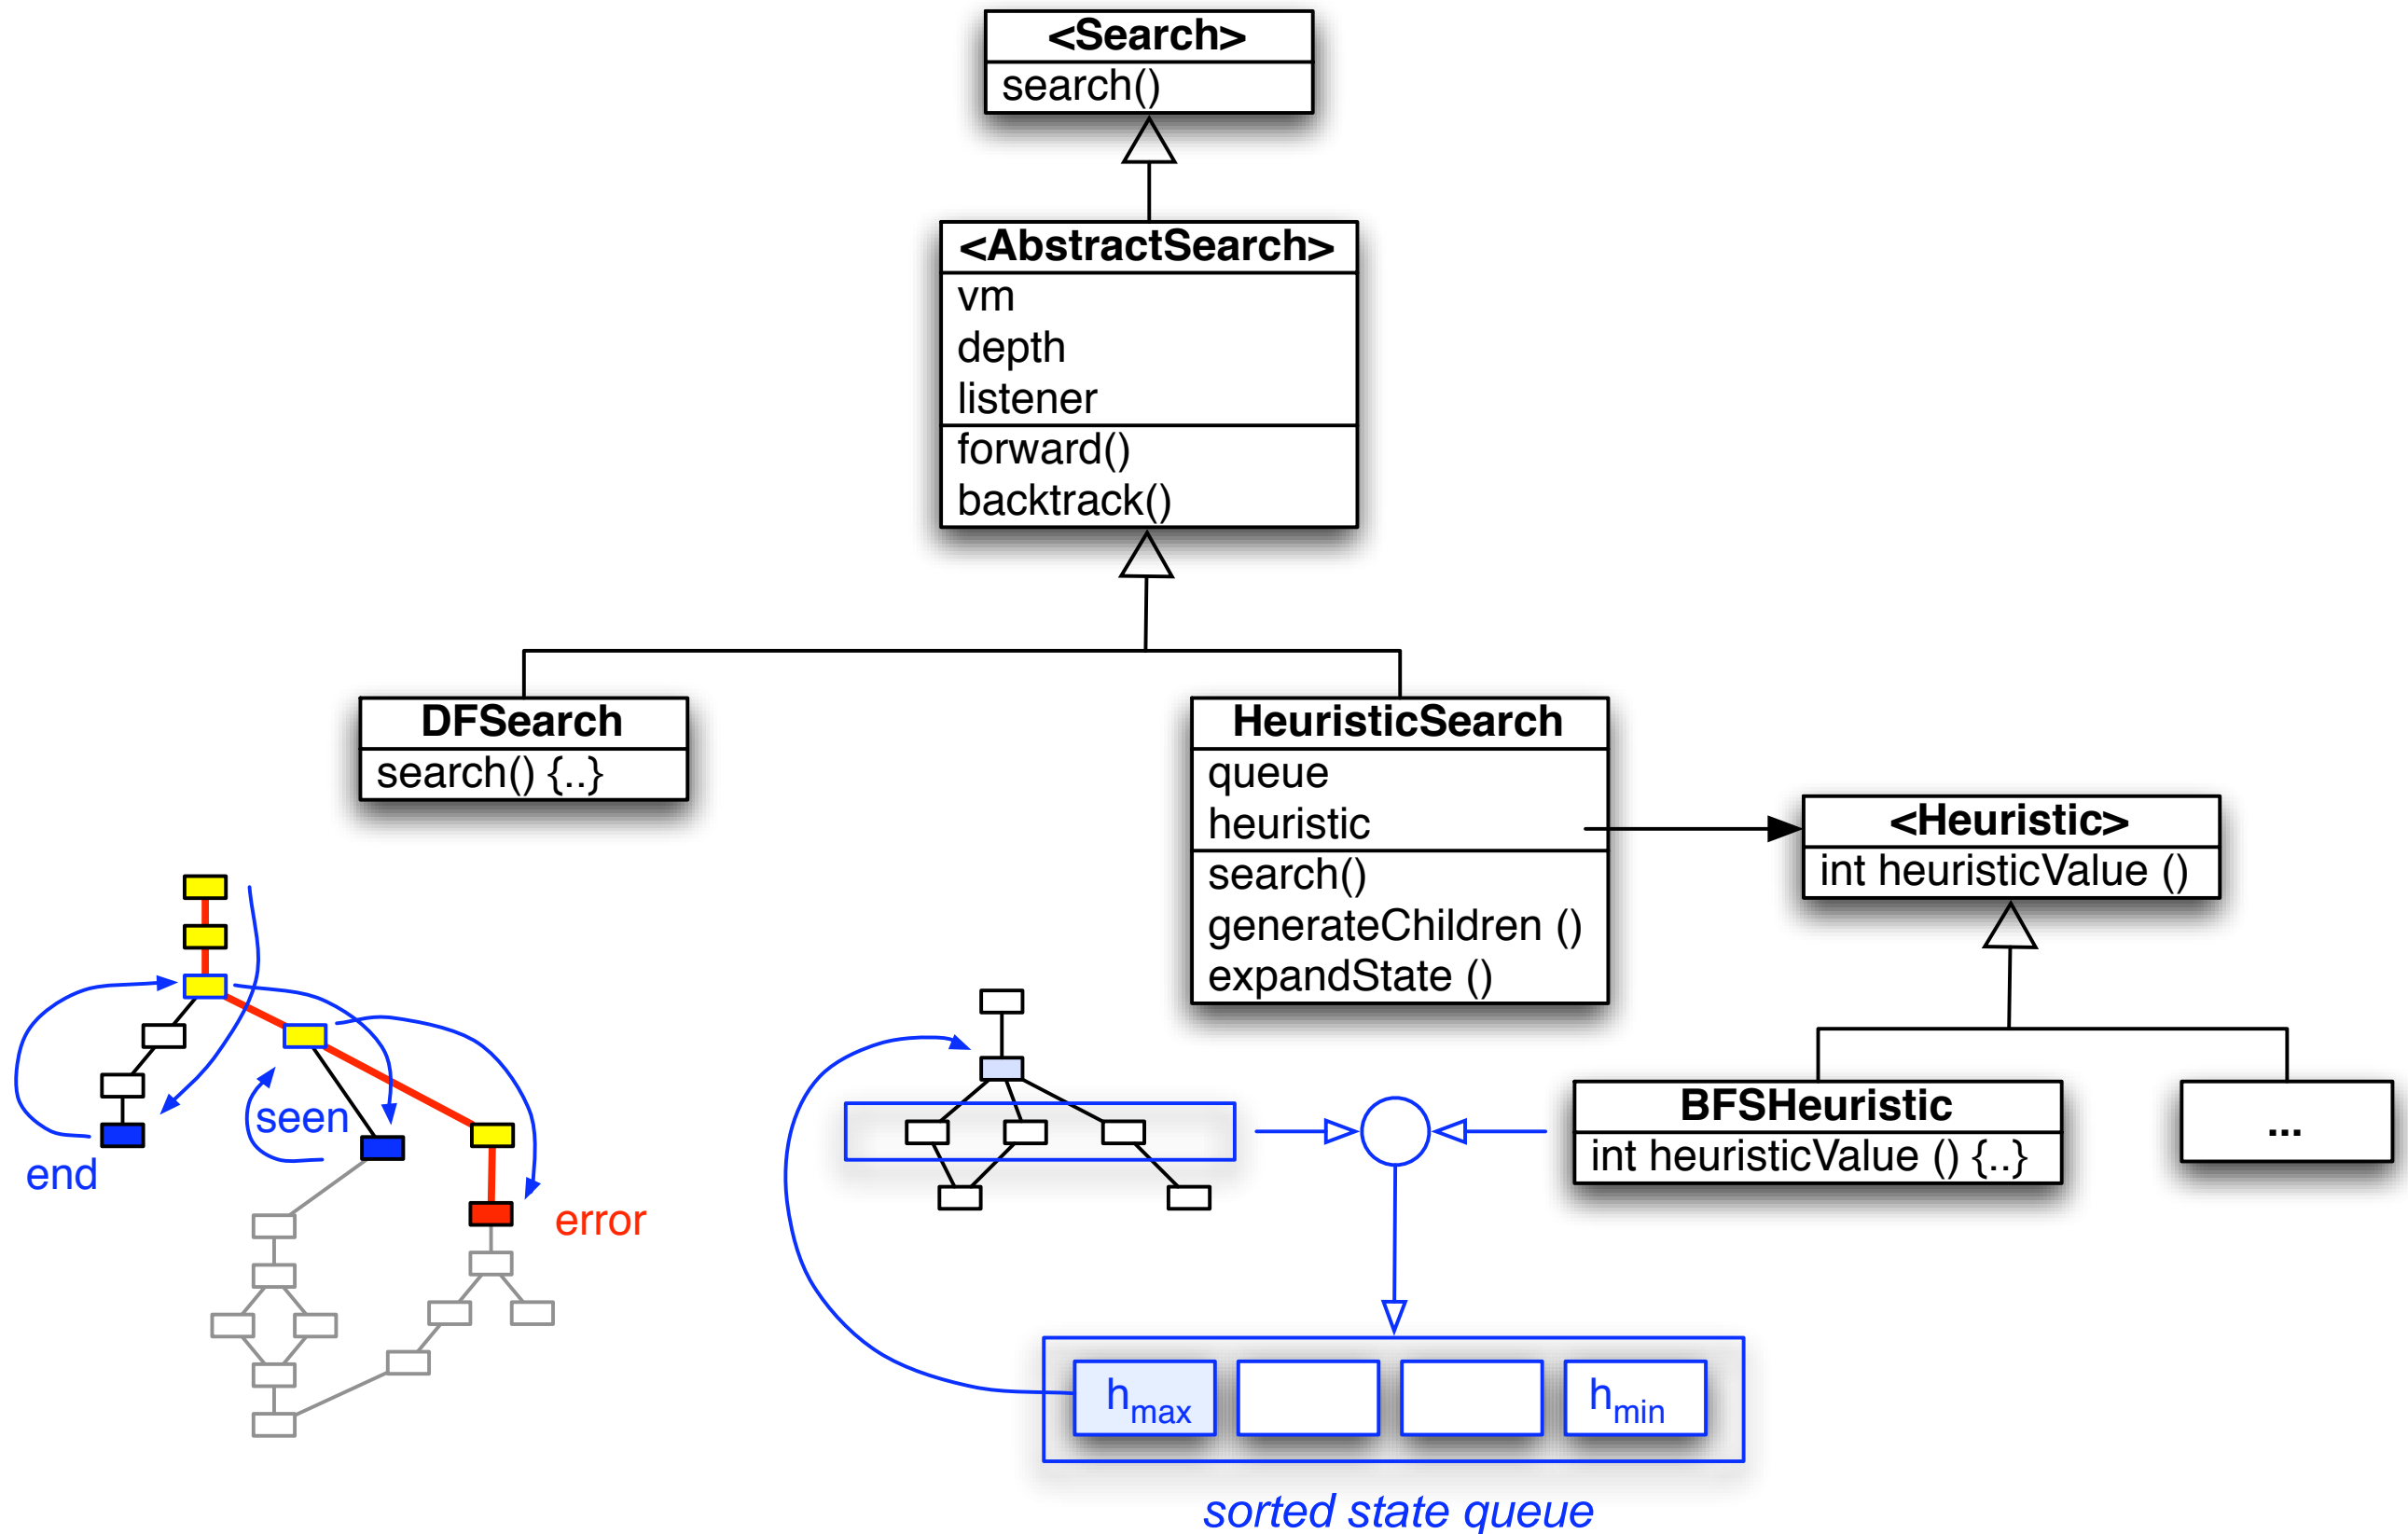 <Search>
search()
<AbstractSearch>
vm
depth
listener
forward()
backtrack()
DFSearch
search() {..}
HeuristicSearch
queue
heuristic
search()
generateChildren ()
expandState ()
<Heuristic>
int heuristicValue ()
BFSHeuristic
int heuristicValue () {..}
...
seen
end
error
hmax
hmin
sorted state queue